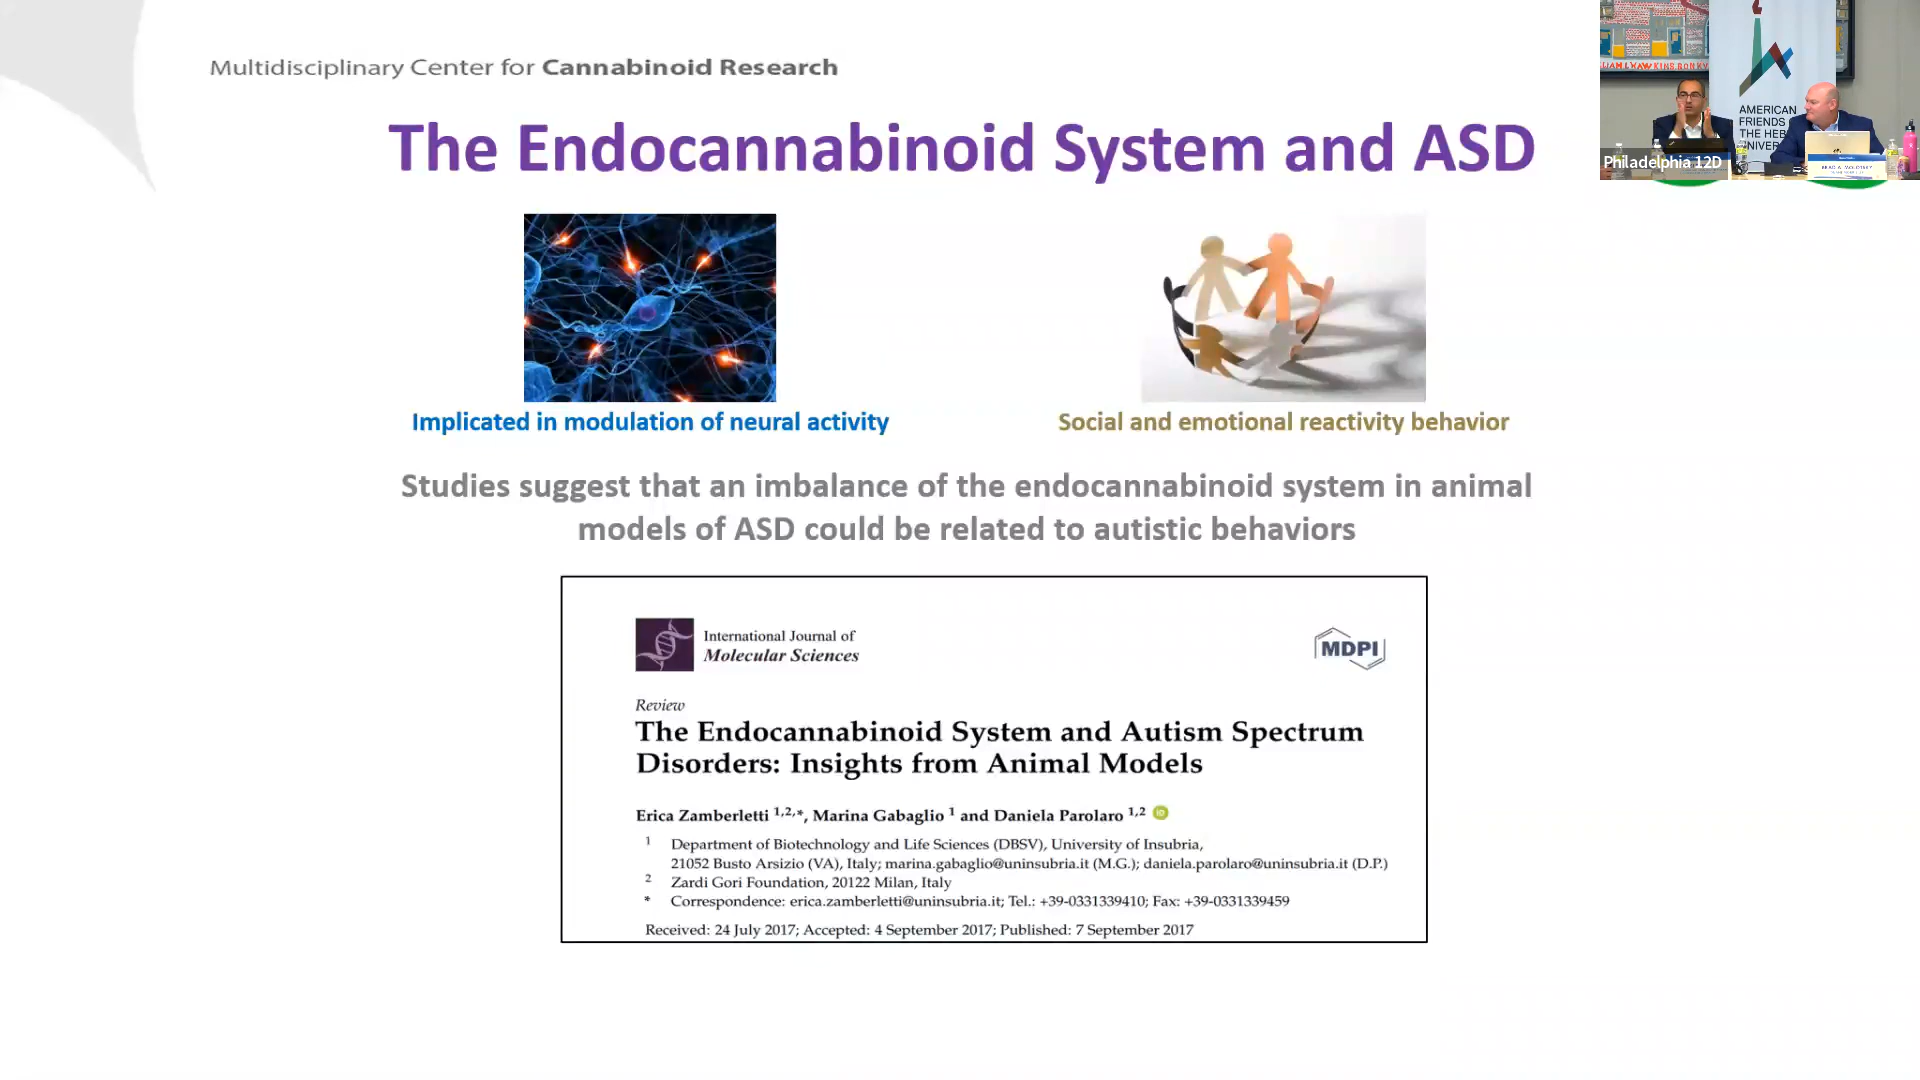 Multidisciplinary Center for Cannabinoid Research
The Endocannabinoid System and ASD
AMERICAN
FRIENDS
THE HEB
NIVER
Philadelphia 12D
Implicated in modulation of neural activity
Social and emotional reactivity behavior
Studies suggest that an imbalance of the endocannabinoid system in animal
models of ASD could be related to autistic behaviors
International Journal of
Molecular Sciences
MDPI
Review
The Endocannabinoid System and Autism Spectrum
Disorders: Insights from Animal Models
Erica Zamberletti 1,2,*, Marina Gabaglio 1 and Daniela Parolaro 1,2 iD
1 Department of Biotechnology and Life Sciences (DBSV), University of Insubria,
21052 Busto Arsizio (VA), Italy; marina.gabaglio@uninsubria.it (M.G.); daniela.parolaro@uninsubria.it (D.P.)
2 Zardi Gori Foundation, 20122 Milan, Italy
* Correspondence: erica.zamberletti@uninsubria.it; Tel.: +39-0331339410; Fax: +39-0331339459
Received: 24 July 2017; Accepted: 4 September 2017; Published: 7 September 2017